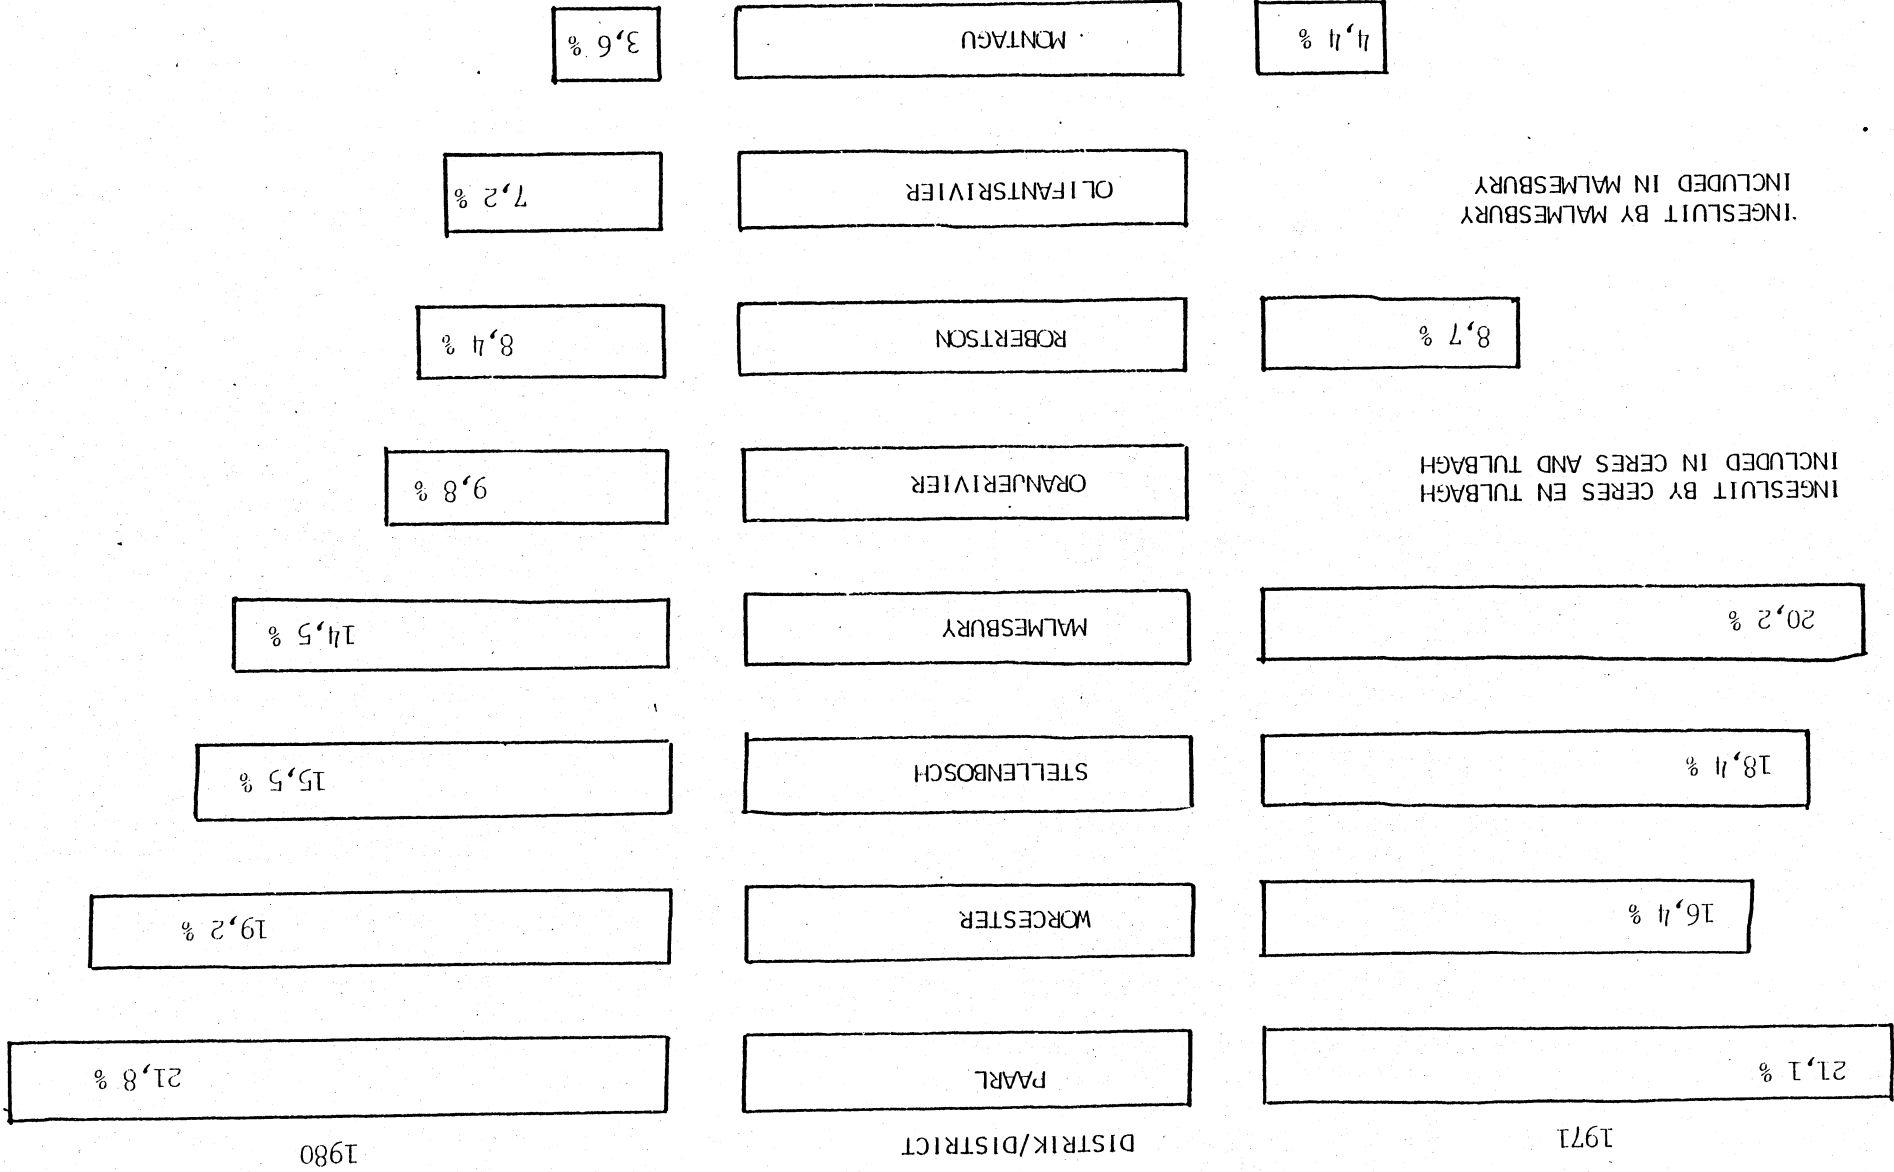 1971 DISTRIK/DISTRICT 1980
21,1 % PAARL 21,8 %
16,4 % WORCESTER 19,2 %
18,4 % STELLENBOSCH 15,5 %
20,2 % MALMESBURY 14,5 %
INGESLUIT BY CERES EN TULBAGH
INCLUDED IN CERES AND TULBAGH
ORANJERIVIER 9,8 %
8,7 % ROBERTSON 8,4 %
INGESLUIT BY MALMESBURY
INCLUDED IN MALMESBURY
OLIFANTSRIVIER 7,2 %
4,4 % MONTAGU 3,6 %